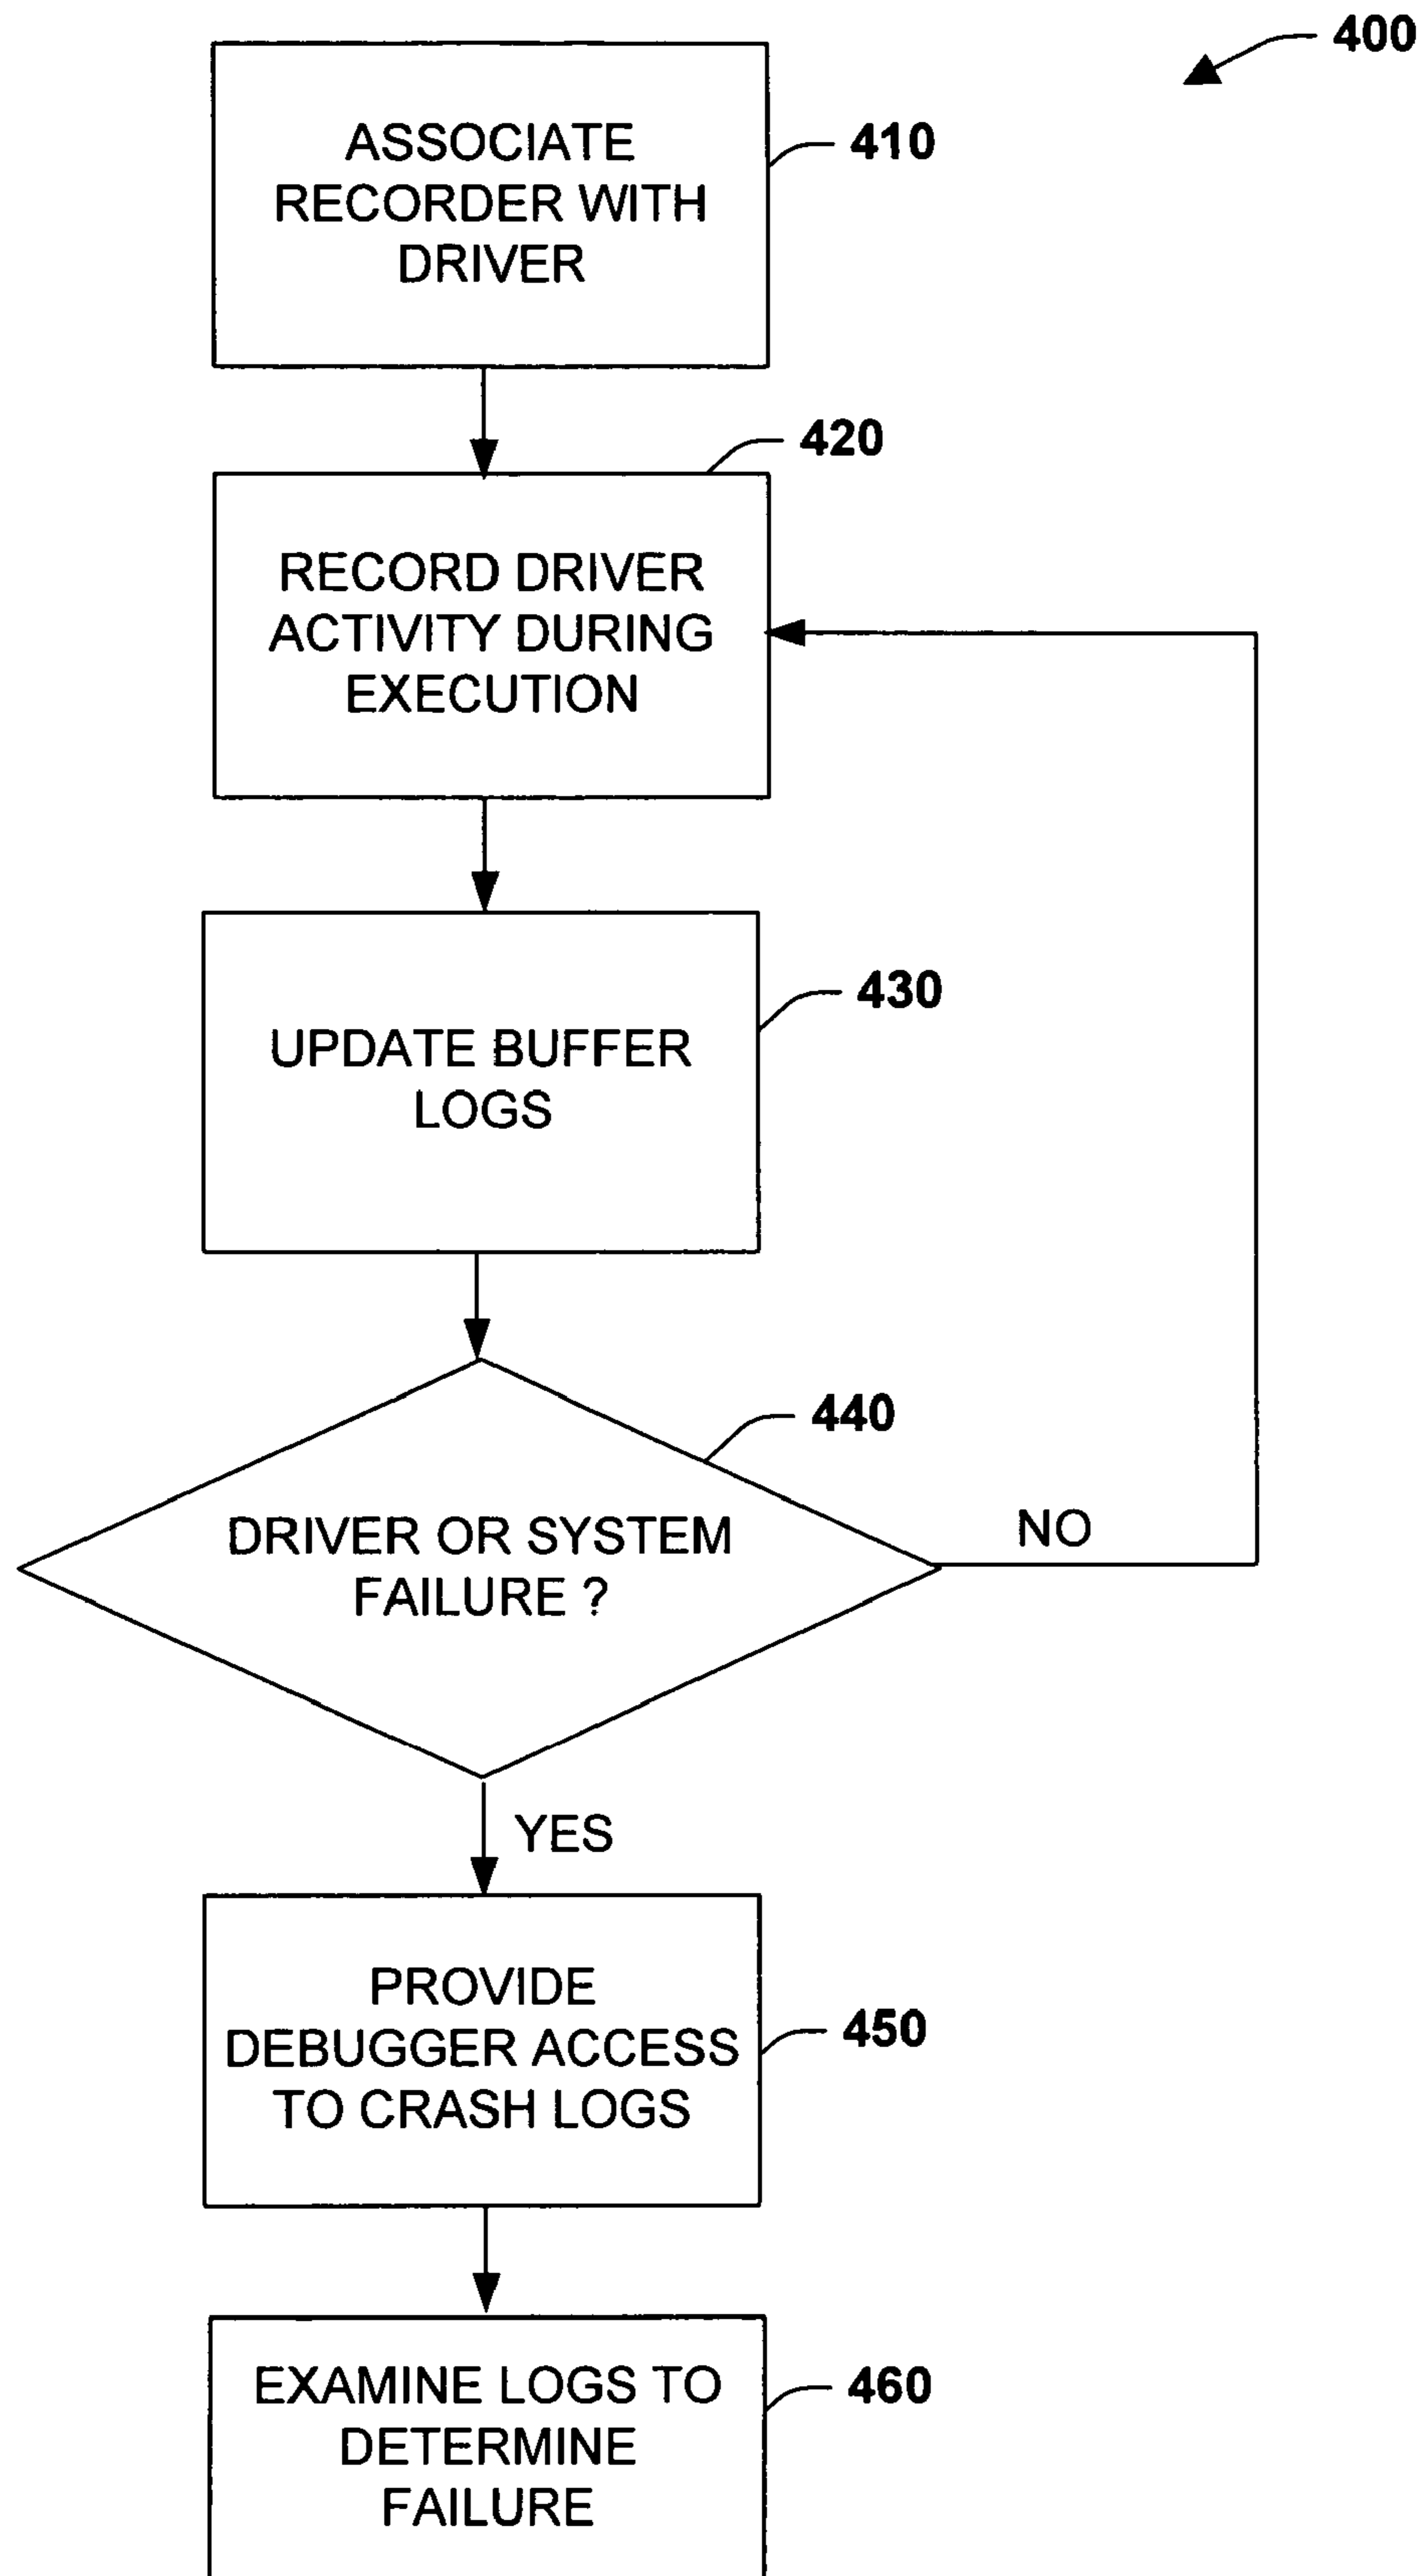 400
ASSOCIATE
RECORDER WITH
DRIVER
410
420
RECORD DRIVER
ACTIVITY DURING
EXECUTION
430
UPDATE BUFFER
LOGS
440
DRIVER OR SYSTEM
FAILURE ?
NO
YES
PROVIDE
DEBUGGER ACCESS
TO CRASH LOGS
450
EXAMINE LOGS TO
DETERMINE
FAILURE
460